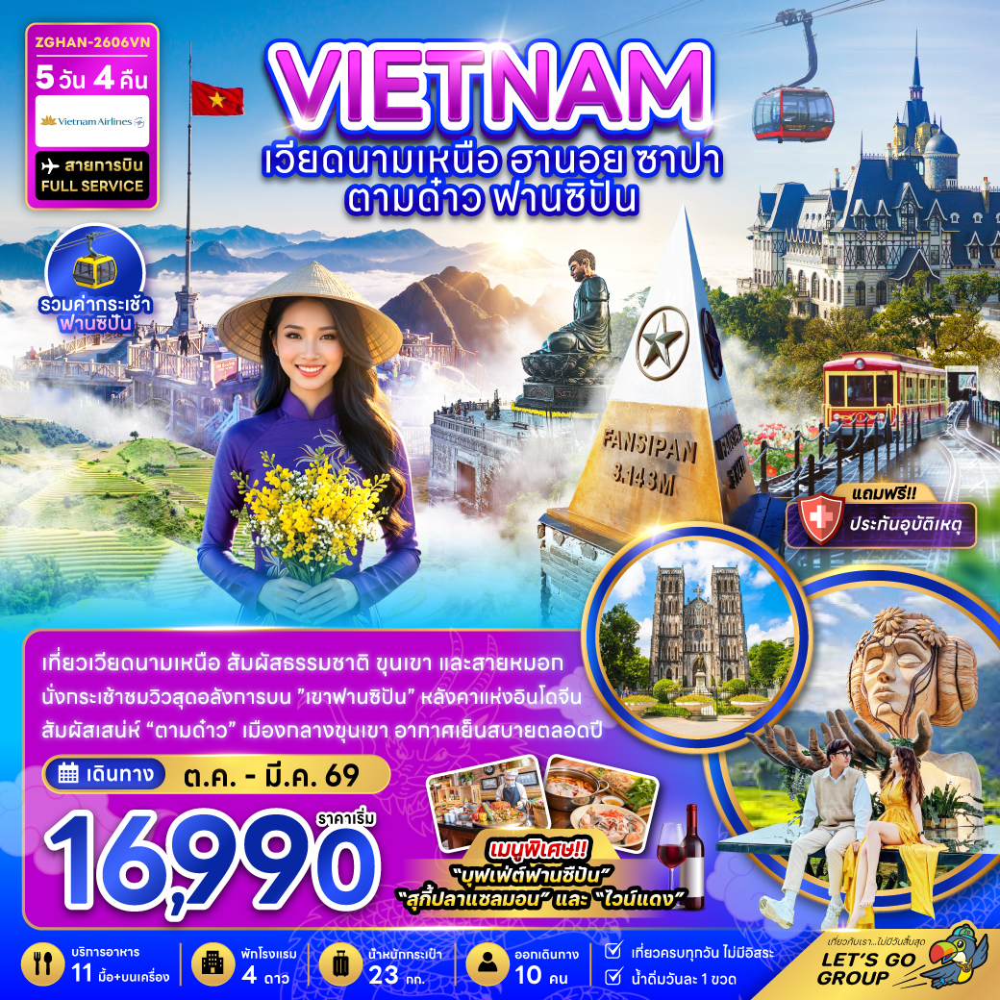 ZGHAN-2606VN
5 วัน 4 คืน
Vietnam Airlines
สายการบิน
FULL SERVICE
VIETNAM
เวียดนามเหนือ ฮานอย ซาปา
ตามด๋าว ฟานซิปัน
รวมค่ากระเช้า
ฟานซิปัน
FANSIPAN
3.143M
แถมฟรี!!
ประกันอุบัติเหตุ
เที่ยวเวียดนามเหนือ สัมผัสธรรมชาติ ขุนเขา และสายหมอก
นั่งกระเช้าชมวิวสุดอลังการบน "เขาฟานซิปัน" หลังคาแห่งอินโดจีน
สัมผัสเสน่ห์ "ตามด๋าว" เมืองกลางขุนเขา อากาศเย็นสบายตลอดปี
เดินทาง ต.ค. - มี.ค. 69
ราคาเริ่ม
16,990
เมนูพิเศษ!!
"บุฟเฟ่ต์ฟานซิปัน"
"สุกี้ปลาแซลมอน" และ "ไวน์แดง"
บริการอาหาร
11 มื้อ+บนเครื่อง
พักโรงแรม
4 ดาว
น้ำหนักกระเป๋า
23 กก.
ออกเดินทาง
10 คน
เที่ยวครบทุกวัน ไม่มีอิสระ
น้ำดื่มวันละ 1 ขวด
เที่ยวกับเรา...ไม่มีวันสิ้นสุด
LET'S GO
GROUP